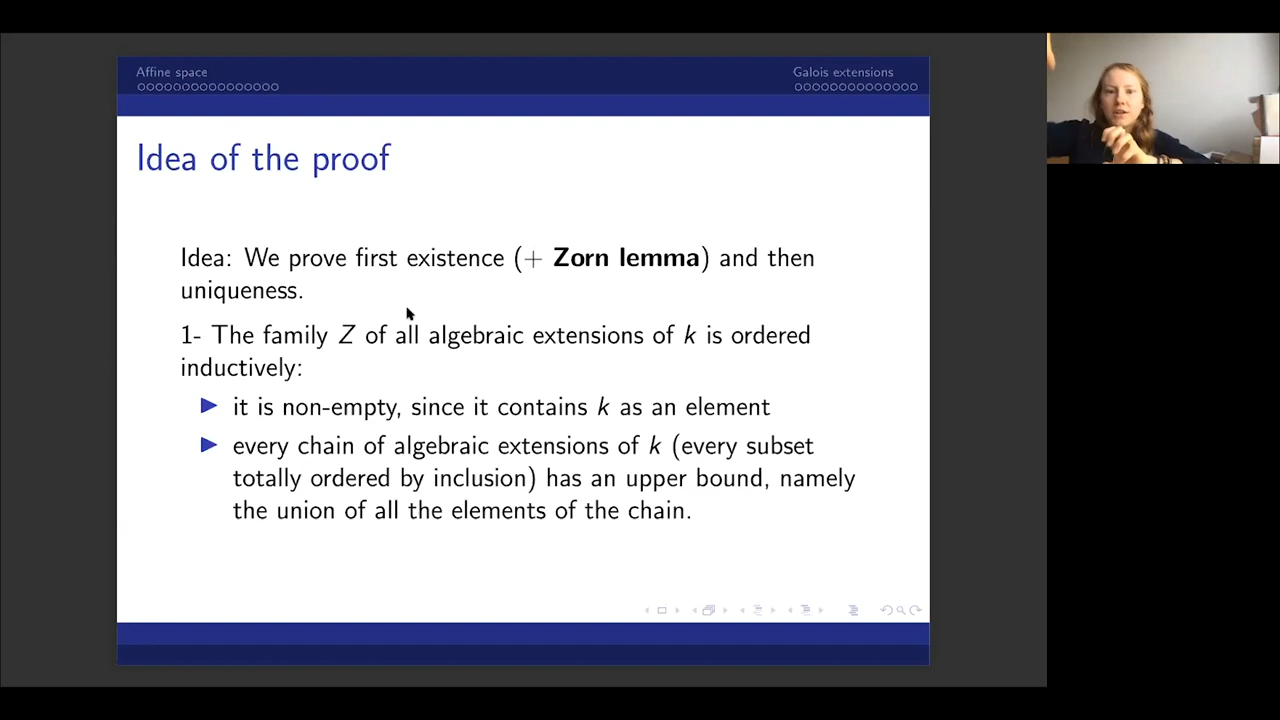 Affine space
Galois extensions
Idea of the proof
Idea: We prove first existence (+ Zorn lemma) and then
uniqueness.
1- The family Z of all algebraic extensions of k is ordered
inductively:
it is non-empty, since it contains k as an element
every chain of algebraic extensions of k (every subset
totally ordered by inclusion) has an upper bound, namely
the union of all the elements of the chain.